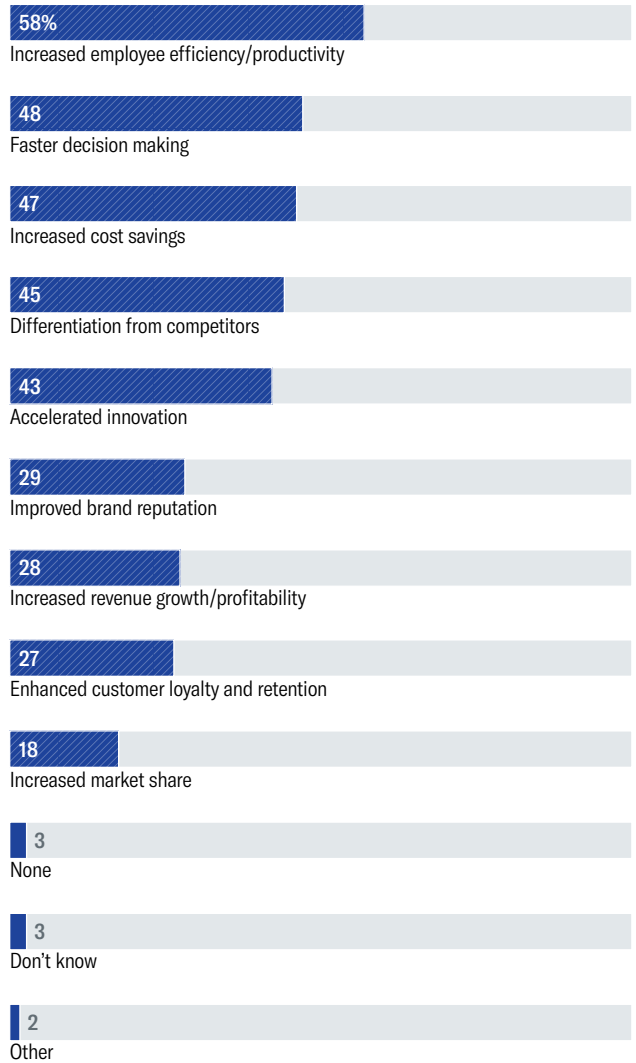 58%
Increased employee efficiency/productivity
48
Faster decision making
47
Increased cost savings
45
Differentiation from competitors
43
Accelerated innovation
29
Improved brand reputation
28
Increased revenue growth/profitability
27
Enhanced customer loyalty and retention
18
Increased market share
3
None
3
Don’t know
2
Other